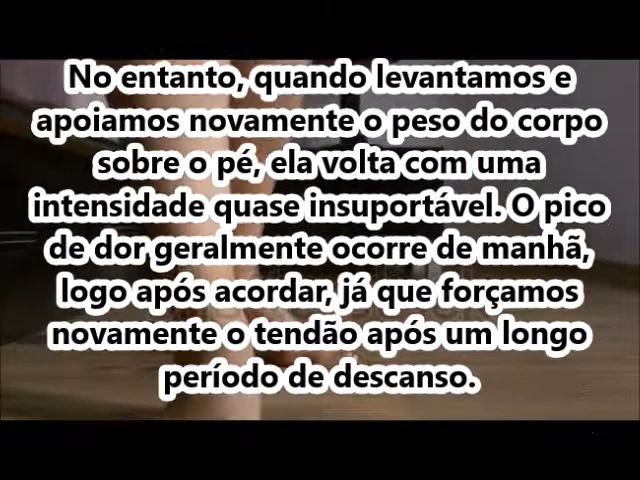 No entanto, quando levantamos e
apoiamos novamente o peso do corpo
sobre o pé, ela volta com uma
intensidade quase insuportável. O pico
de dor geralmente ocorre de manhã,
logo após acordar, já que forçamos
novamente o tendão após um longo
período de descanso.